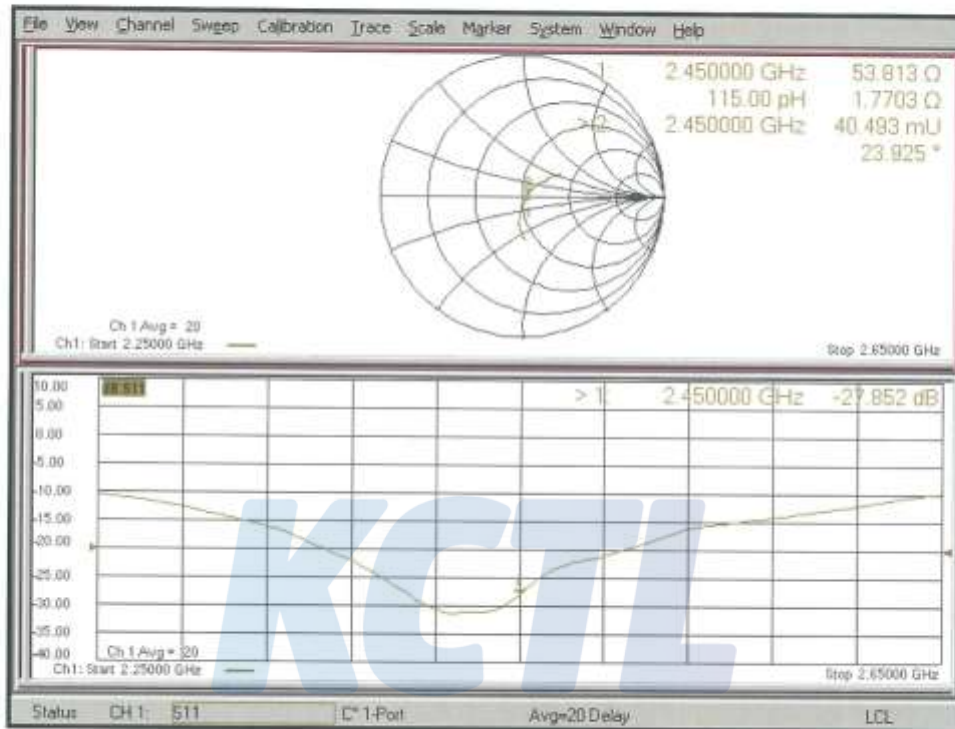 File View Channel Sweep Calibration Trace Scale Marker System Window Help
1 2.450000 GHz 53.813 Ω
115.00 pH 1.7703 Ω
> 2 2.450000 GHz 40.493 mU
23.925 °
Ch 1 Avg = 20
Ch1: Start 2.25000 GHz
Stop 2.65000 GHz
10.00
5.00
0.00
-5.00
-10.00
-15.00
-20.00
-25.00
-30.00
-35.00
-40.00
> 1: 2.450000 GHz -27.852 dB
KCTL
Ch 1 Avg = 20
Ch1: Start 2.25000 GHz
Stop 2.65000 GHz
Status CH 1: S11 C* 1-Port Avg=20 Delay LCL